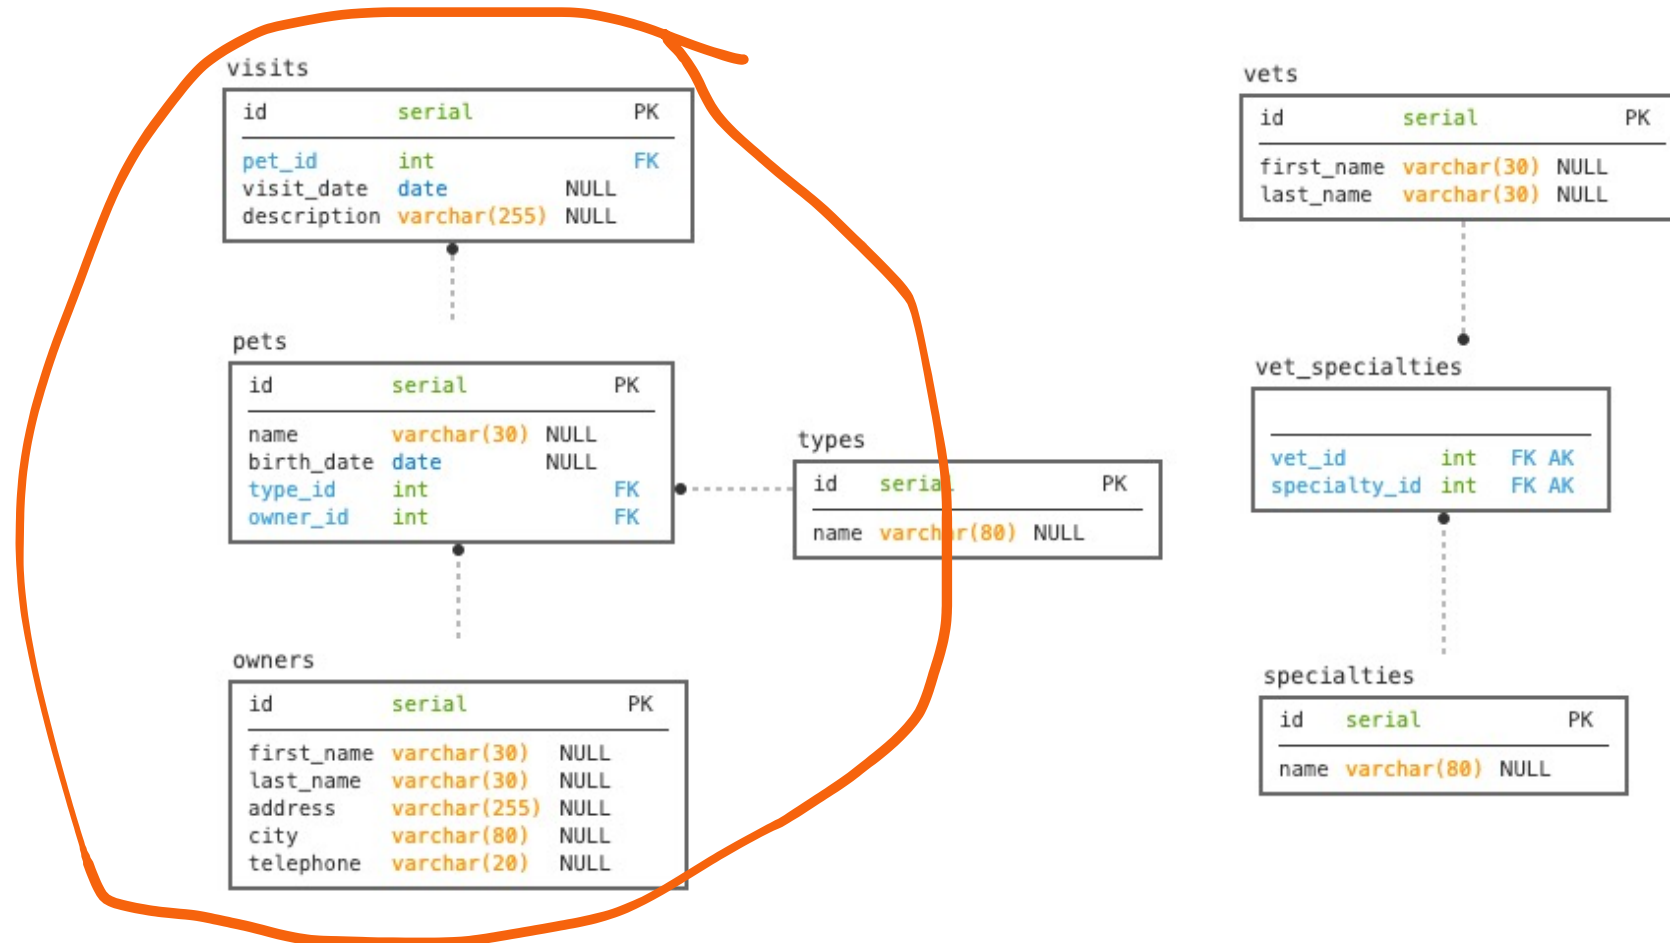 visits
id serial PK
pet_id int FK
visit_date date NULL
description varchar(255) NULL
pets
id serial PK
name varchar(30) NULL
birth_date date NULL
type_id int FK
owner_id int FK
types
id serial PK
name varchar(80) NULL
owners
id serial PK
first_name varchar(30) NULL
last_name varchar(30) NULL
address varchar(255) NULL
city varchar(80) NULL
telephone varchar(20) NULL
vets
id serial PK
first_name varchar(30) NULL
last_name varchar(30) NULL
vet_specialties
vet_id int FK AK
specialty_id int FK AK
specialties
id serial PK
name varchar(80) NULL